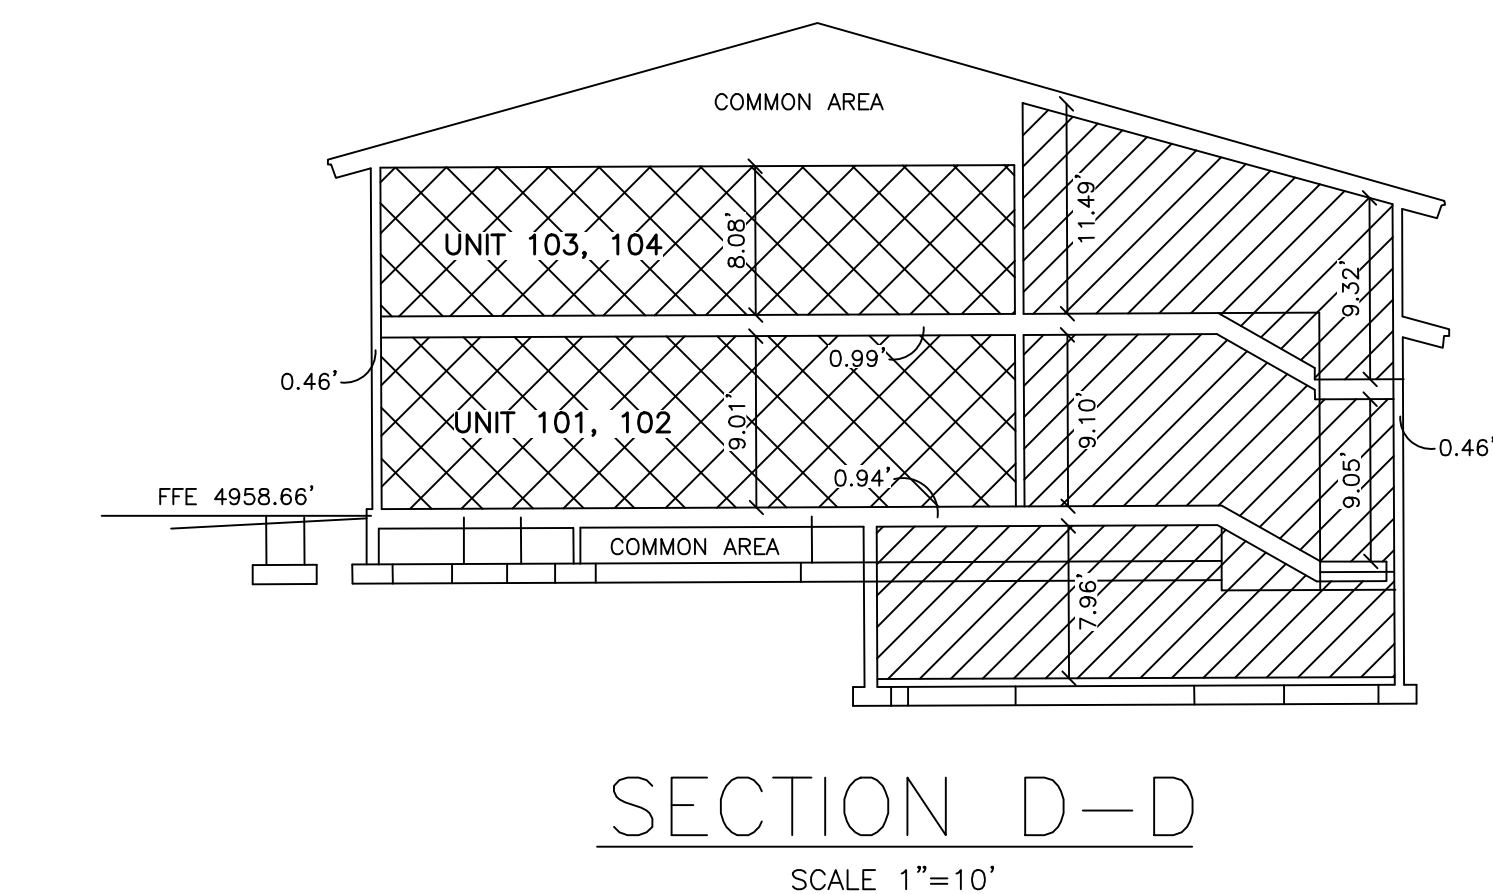 COMMON AREA
11.49'
UNIT 103, 104
8.08'
9.32'
0.99'
0.46'
UNIT 101, 102
9.01'
9.10'
0.46'
0.94'
9.05'
FFE 4958.66'
COMMON AREA
7.96'
SECTION D-D
SCALE 1"=10'